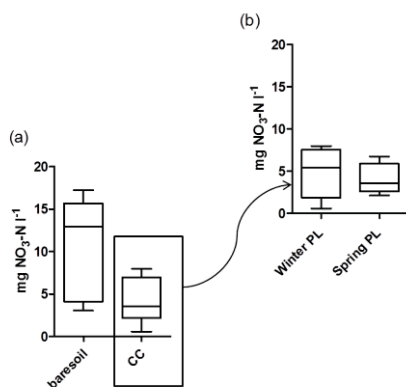 (b)
20
15
10
5
0
mg NO₃-N l⁻¹
Winter PL
Spring PL
(a)
20
15
10
5
0
mg NO₃-N l⁻¹
baresoil
CC